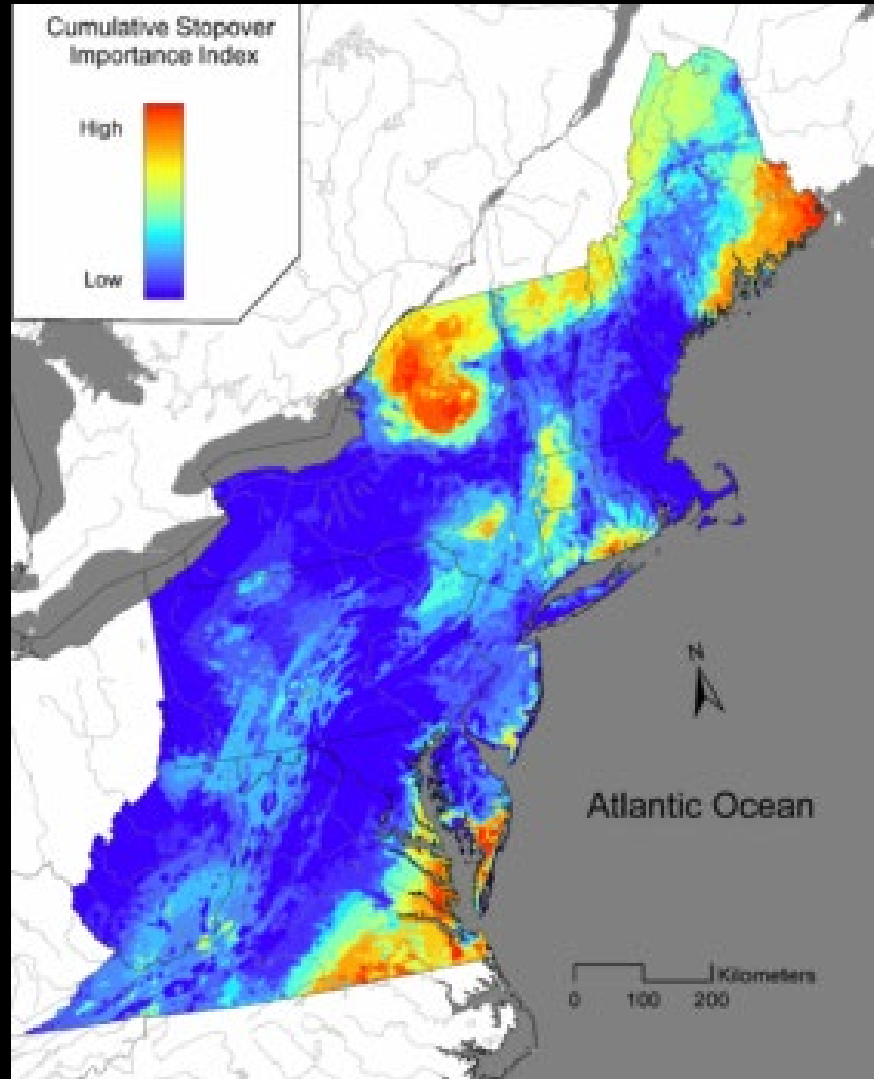 Cumulative Stopover
Importance Index
High
Low
N
Atlantic Ocean
Kilometers
0 100 200